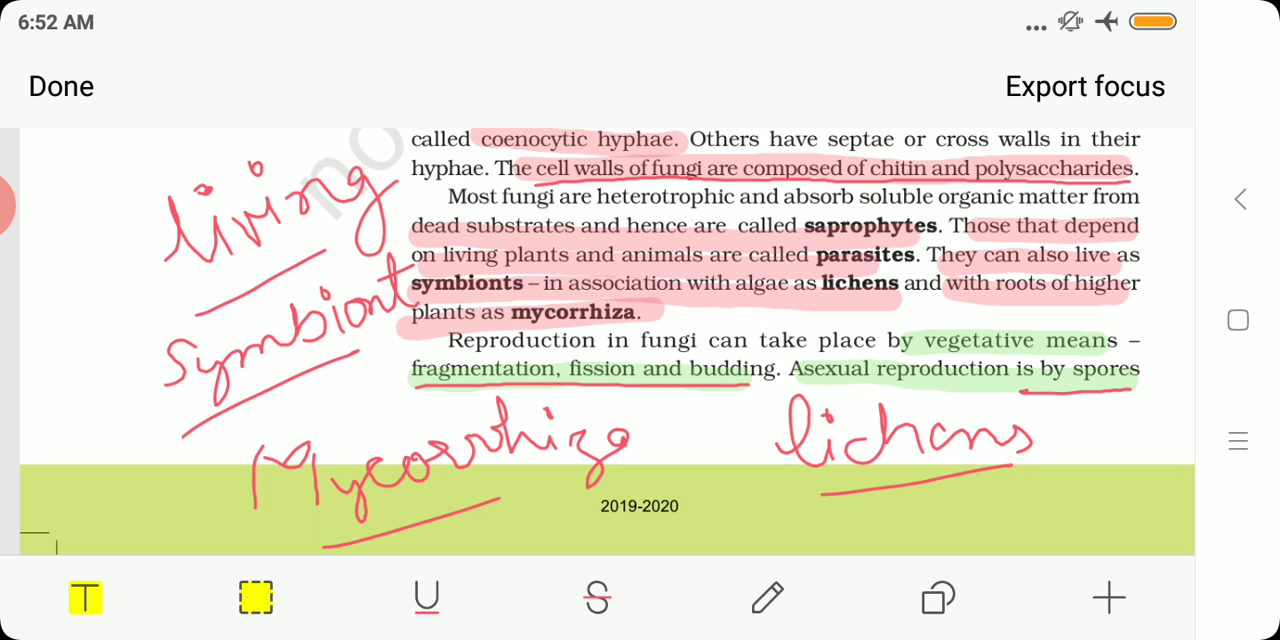 6:52 AM
Done
Export focus
called coenocytic hyphae. Others have septae or cross walls in their
hyphae. The cell walls of fungi are composed of chitin and polysaccharides.
Most fungi are heterotrophic and absorb soluble organic matter from
dead substrates and hence are called saprophytes. Those that depend
on living plants and animals are called parasites. They can also live as
symbionts – in association with algae as lichens and with roots of higher
plants as mycorrhiza.
Reproduction in fungi can take place by vegetative means –
fragmentation, fission and budding. Asexual reproduction is by spores
living
symbiont
Mycorrhiza
lichans
no
2019-2020
T
U
S